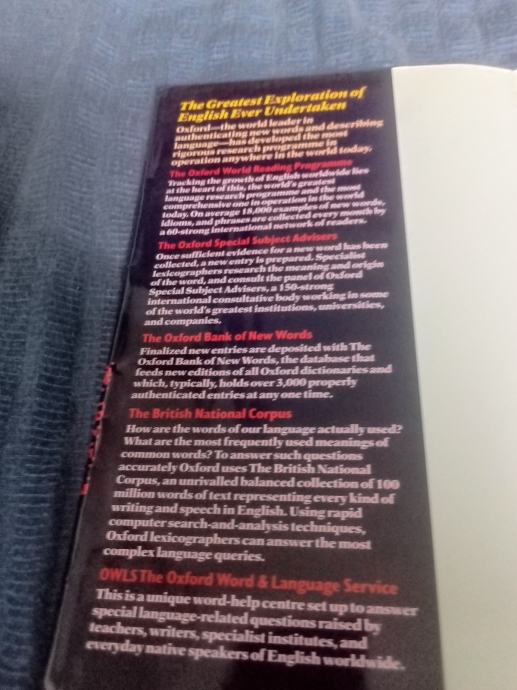 The Greatest Exploration of
English Ever Undertaken
Oxford—the world leader in
authenticating new words and describing
language—has developed the most
rigorous research programme in
operation anywhere in the world today.
The Oxford World Reading Programme
Tracking the growth of English worldwide lies
at the heart of this, the world's greatest
language research programme and the most
comprehensive one in operation in the world
today. On average 18,000 examples of new words,
idioms, and phrases are collected every month by
a 60-strong international network of readers.
The Oxford Special Subject Advisers
Once sufficient evidence for a new word has been
collected, a new entry is prepared. Specialist
lexicographers research the meaning and origin
of the word, and consult the panel of Oxford
Special Subject Advisers, a 150-strong
international consultative body working in some
of the world's greatest institutions, universities,
and companies.
The Oxford Bank of New Words
Finalized new entries are deposited with The
Oxford Bank of New Words, the database that
feeds new editions of all Oxford dictionaries and
which, typically, holds over 3,000 properly
authenticated entries at any one time.
The British National Corpus
How are the words of our language actually used?
What are the most frequently used meanings of
common words? To answer such questions
accurately Oxford uses The British National
Corpus, an unrivalled balanced collection of 100
million words of text representing every kind of
writing and speech in English. Using rapid
computer search-and-analysis techniques,
Oxford lexicographers can answer the most
complex language queries.
OWLS The Oxford Word & Language Service
This is a unique word-help centre set up to answer
special language-related questions raised by
teachers, writers, specialist institutes, and
everyday native speakers of English worldwide.